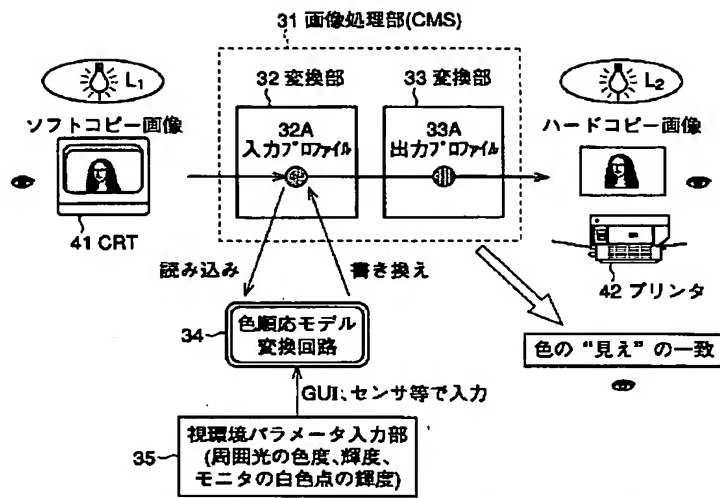 31 画像処理部(CMS)
L₁
32 変換部
33 変換部
L₂
ソフトコピー画像
32A
入力プロファイル
33A
出力プロファイル
ハードコピー画像
41 CRT
読み込み
書き換え
42 プリンタ
34
色順応モデル
変換回路
色の"見え"の一致
GUI、センサ等で入力
35
視環境パラメータ入力部
(周囲光の色度、輝度、
モニタの白色点の輝度)